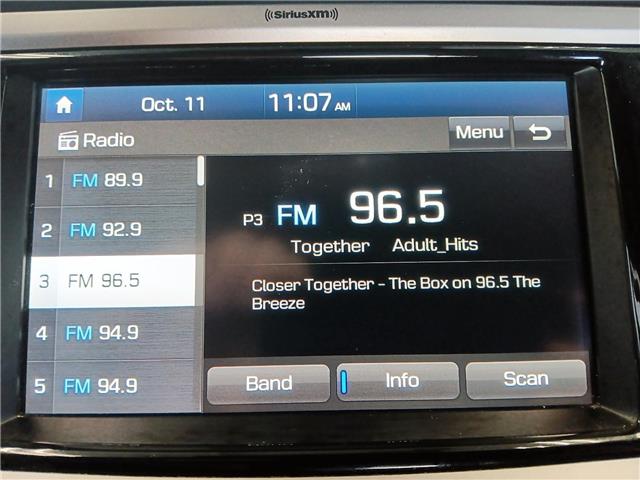 ((SiriusXM))
Oct. 11 11:07 AM
Radio Menu
1 FM 89.9
2 FM 92.9
3 FM 96.5
4 FM 94.9
5 FM 94.9
P3 FM 96.5
Together Adult_Hits
Closer Together - The Box on 96.5 The
Breeze
Band Info Scan